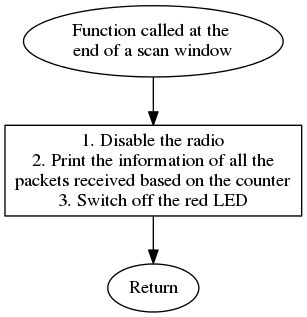 Function called at the
end of a scan window
1. Disable the radio
2. Print the information of all the
packets received based on the counter
3. Switch off the red LED
Return